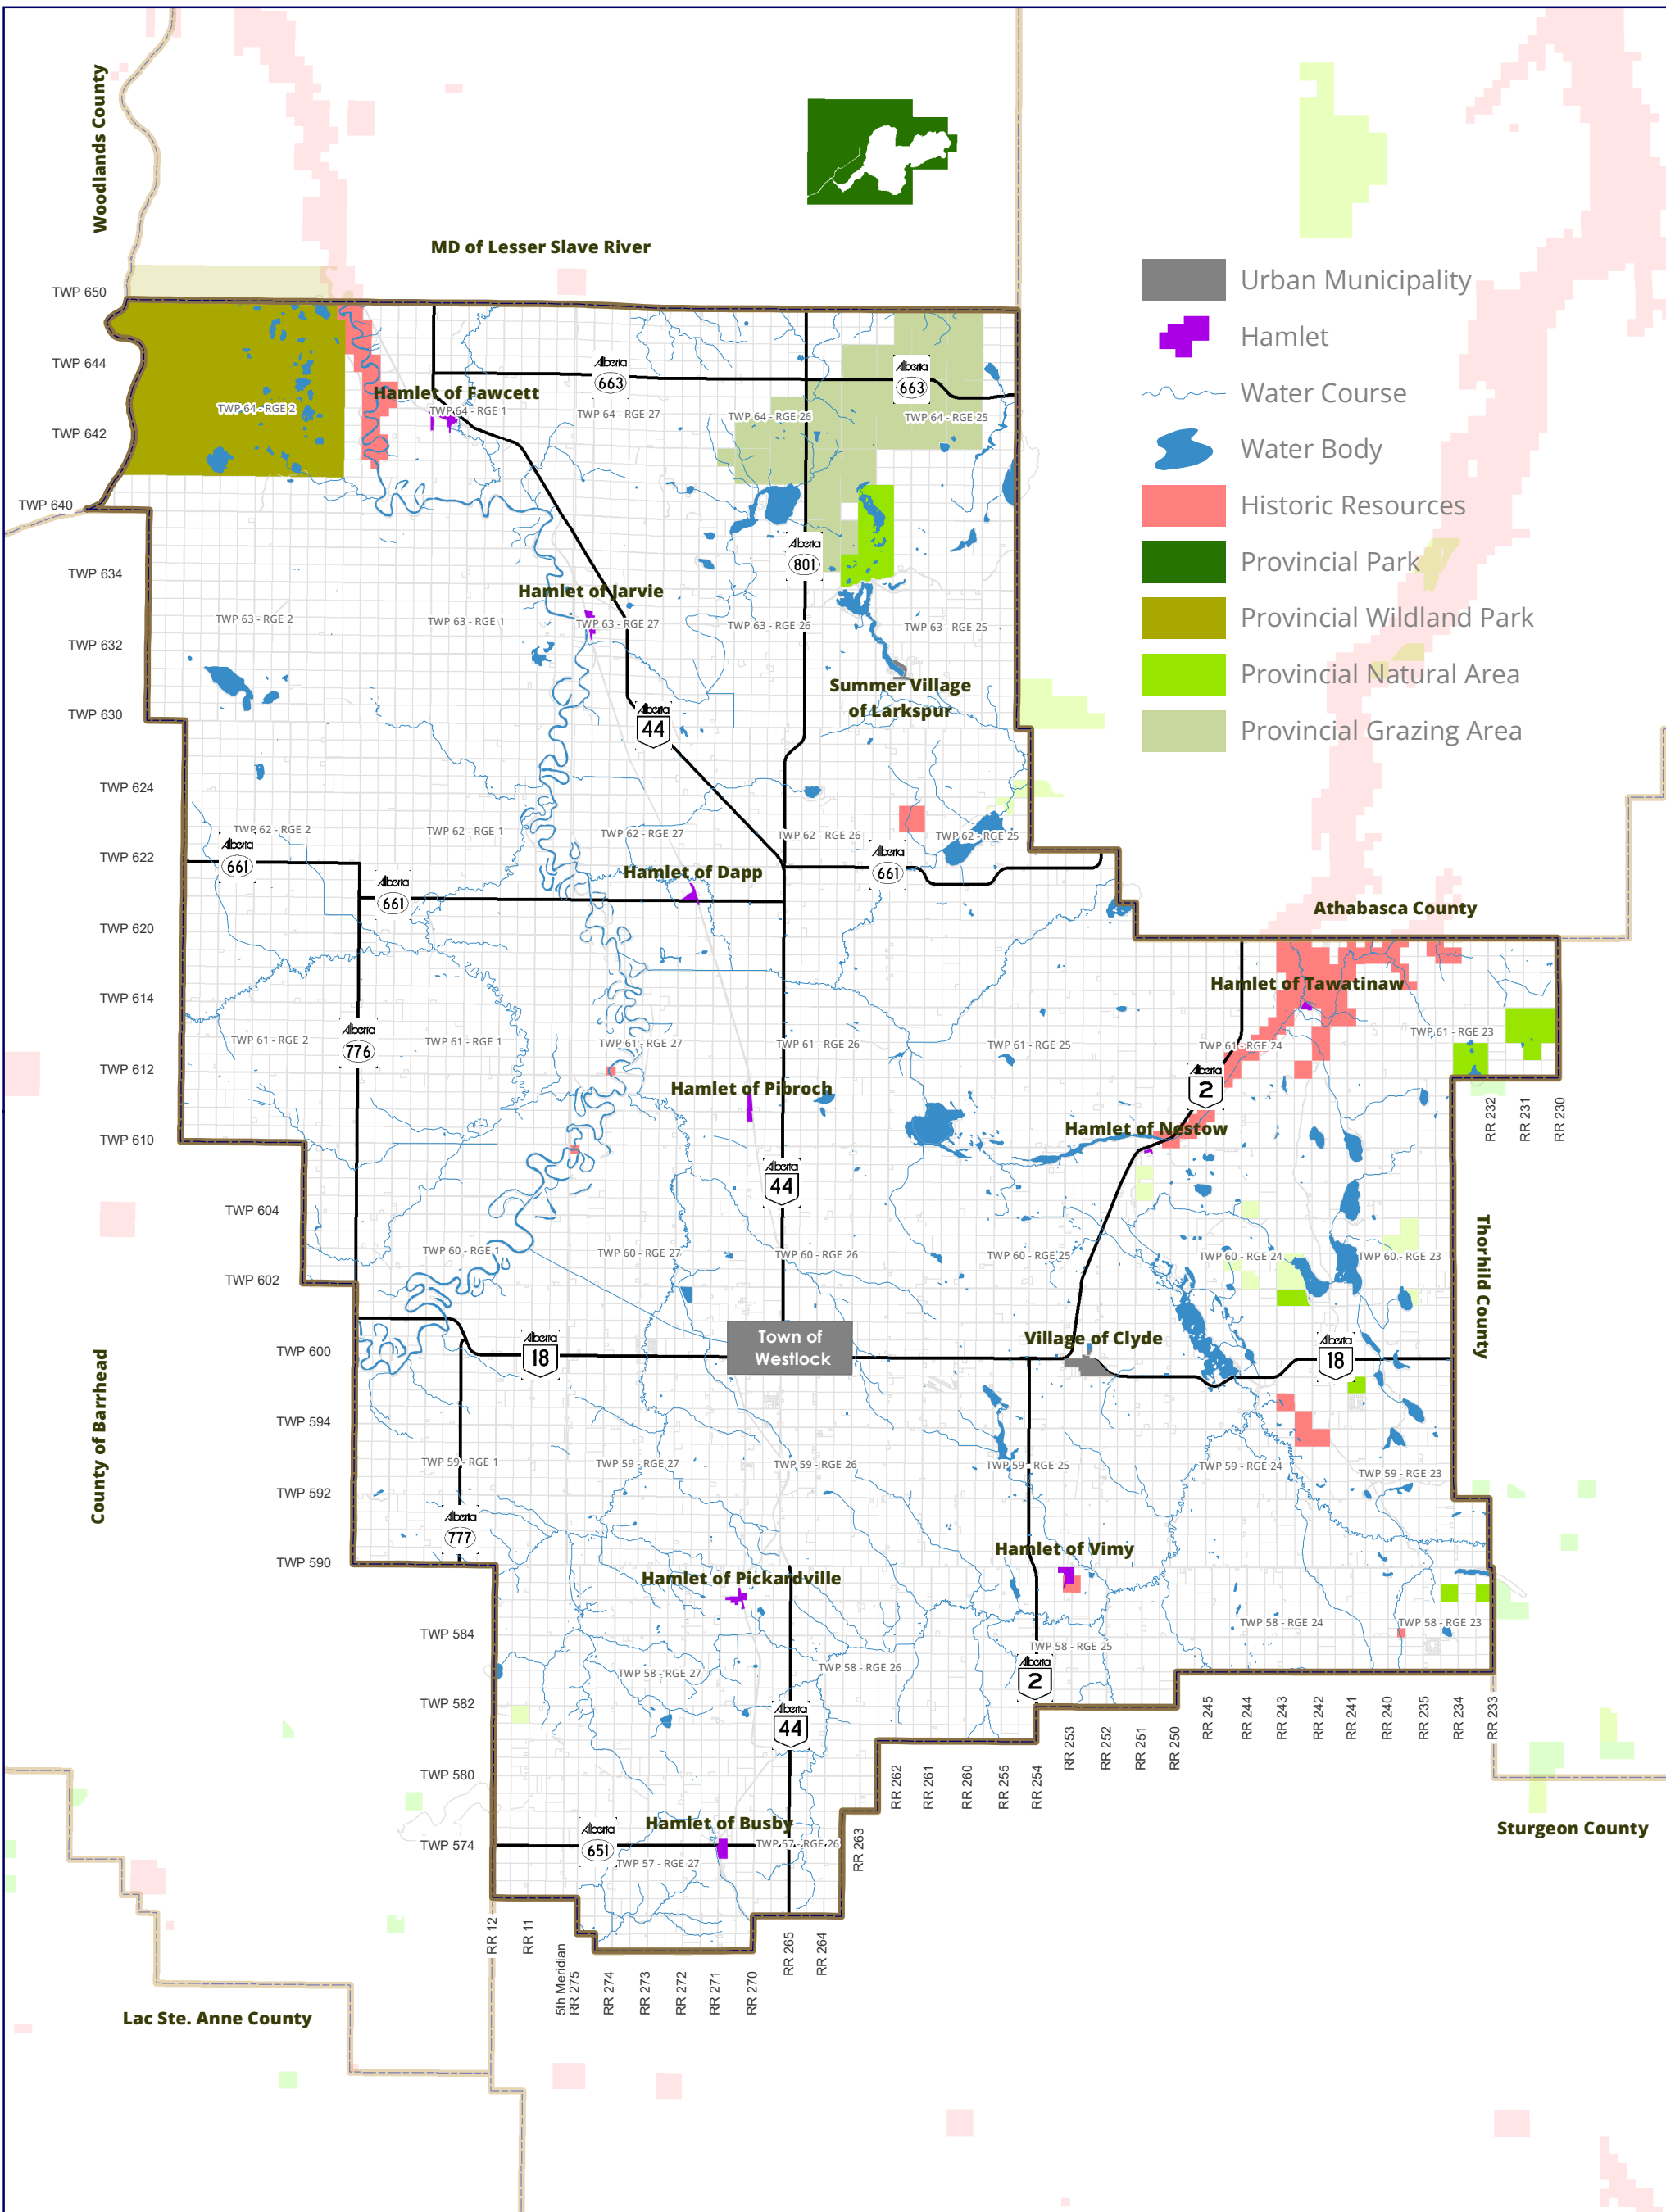 Woodlands County
MD of Lesser Slave River
TWP 650
TWP 644
TWP 642
TWP 640
TWP 634
TWP 632
TWP 630
TWP 624
TWP 622
TWP 620
TWP 614
TWP 612
TWP 610
TWP 604
TWP 602
TWP 600
TWP 594
TWP 592
TWP 590
TWP 584
TWP 582
TWP 580
TWP 574
Urban Municipality
Hamlet
Water Course
Water Body
Historic Resources
Provincial Park
Provincial Wildland Park
Provincial Natural Area
Provincial Grazing Area
Alberta
663
Alberta
663
Hamlet of Fawcett
TWP 64 - RGE 2
TWP 64 - RGE 1
TWP 64 - RGE 27
TWP 64 - RGE 26
TWP 64 - RGE 25
Alberta
801
Hamlet of Jarvie
TWP 63 - RGE 2
TWP 63 - RGE 1
TWP 63 - RGE 27
TWP 63 - RGE 26
TWP 63 - RGE 25
Summer Village
of Larkspur
Alberta
44
TWP 62 - RGE 2
TWP 62 - RGE 1
TWP 62 - RGE 27
TWP 62 - RGE 26
TWP 62 - RGE 25
Alberta
661
Alberta
661
Alberta
661
Hamlet of Dapp
Athabasca County
Hamlet of Tawatinaw
Alberta
776
TWP 61 - RGE 2
TWP 61 - RGE 1
TWP 61 - RGE 27
TWP 61 - RGE 26
TWP 61 - RGE 25
TWP 61 - RGE 24
TWP 61 - RGE 23
Alberta
2
Hamlet of Pibroch
Hamlet of Nestow
RR 232
RR 231
RR 230
Alberta
44
TWP 60 - RGE 1
TWP 60 - RGE 27
TWP 60 - RGE 26
TWP 60 - RGE 25
TWP 60 - RGE 24
TWP 60 - RGE 23
Thorhild County
Alberta
18
Town of
Westlock
Village of Clyde
Alberta
18
County of Barrhead
TWP 59 - RGE 1
TWP 59 - RGE 27
TWP 59 - RGE 26
TWP 59 - RGE 25
TWP 59 - RGE 24
TWP 59 - RGE 23
Alberta
777
Hamlet of Vimy
Hamlet of Pickardville
TWP 58 - RGE 27
TWP 58 - RGE 26
TWP 58 - RGE 25
TWP 58 - RGE 24
TWP 58 - RGE 23
Alberta
2
Alberta
44
RR 262
RR 261
RR 260
RR 255
RR 254
RR 253
RR 252
RR 251
RR 250
RR 245
RR 244
RR 243
RR 242
RR 241
RR 240
RR 235
RR 234
RR 233
Hamlet of Busby
Alberta
651
TWP 57 - RGE 26
TWP 57 - RGE 27
RR 263
Sturgeon County
RR 12
RR 11
5th Meridian
RR 275
RR 274
RR 273
RR 272
RR 271
RR 270
RR 265
RR 264
Lac Ste. Anne County